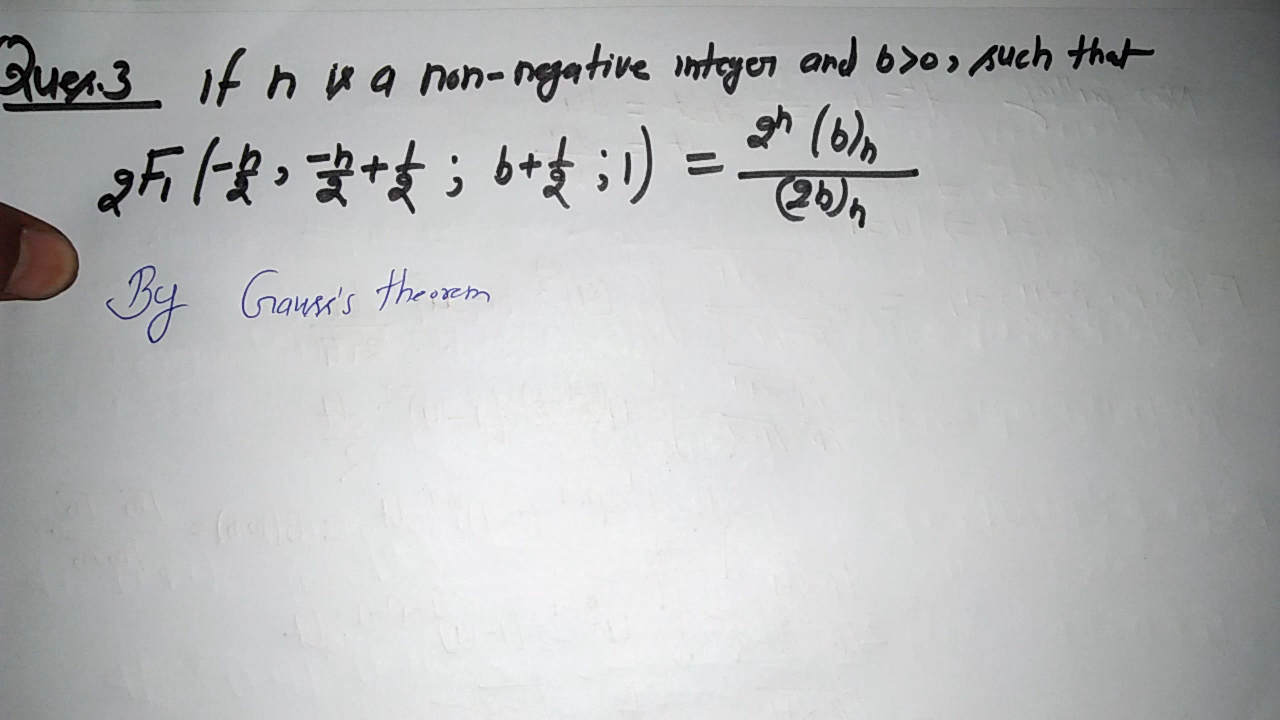 Ques.3 If n is a non-negative integer and b>0, such that
₂F₁ (-n/2, -n/2 + 1/2 ; b + 1/2 ; 1) = 2ⁿ (b)ₙ / (2b)ₙ
By Gauss's theorem